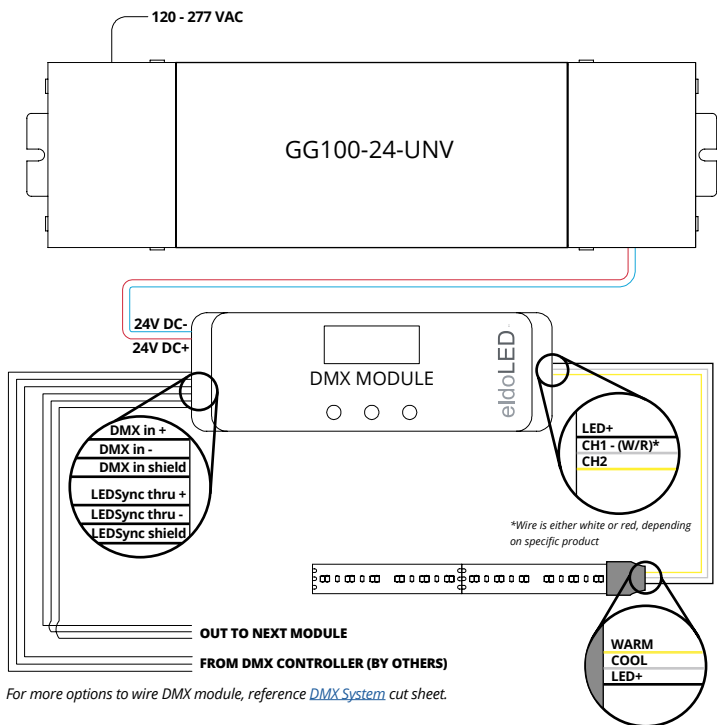 120 - 277 VAC
GG100-24-UNV
24V DC-
24V DC+
DMX MODULE
eldoLED
DMX in +
DMX in -
DMX in shield
LEDSync thru +
LEDSync thru -
LEDSync shield
LED+
CH1 - (W/R)*
CH2
*Wire is either white or red, depending
on specific product
OUT TO NEXT MODULE
FROM DMX CONTROLLER (BY OTHERS)
WARM
COOL
LED+
For more options to wire DMX module, reference DMX System cut sheet.